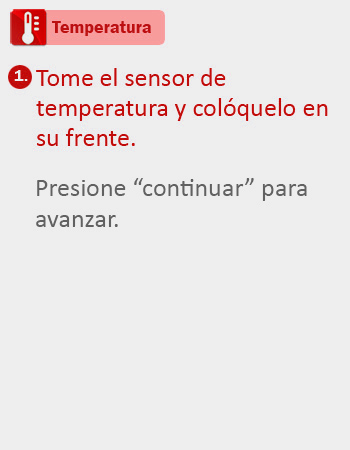 Temperatura
1. Tome el sensor de
temperatura y colóquelo en
su frente.
Presione “continuar” para
avanzar.